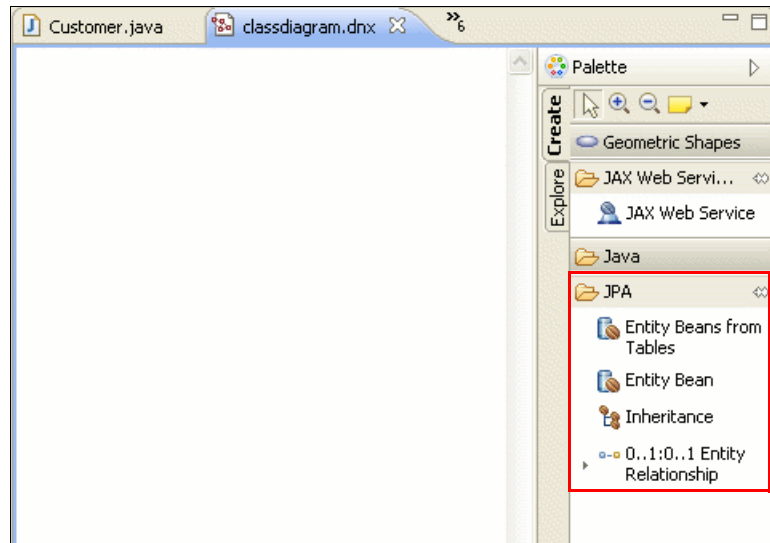 Customer.java
classdiagram.dnx
»6
Palette
Create
Explore
Geometric Shapes
JAX Web Servi...
JAX Web Service
Java
JPA
Entity Beans from
Tables
Entity Bean
Inheritance
0..1:0..1 Entity
Relationship